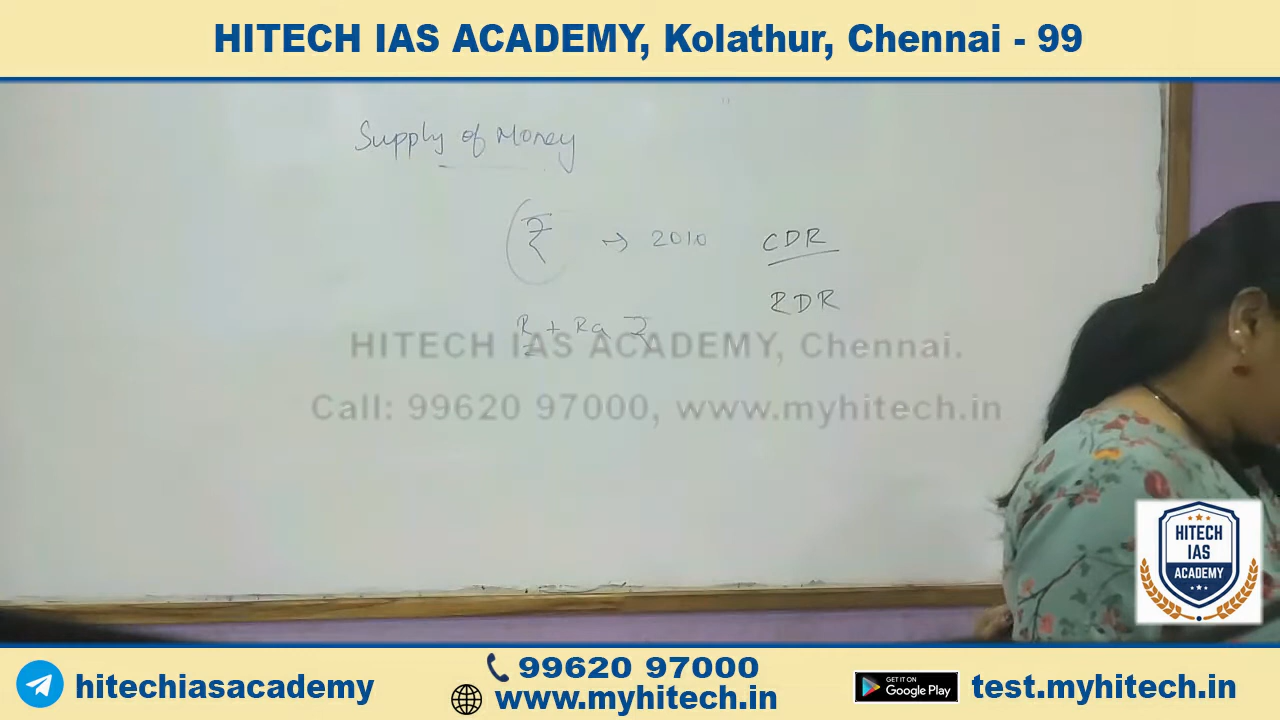 HITECH IAS ACADEMY, Kolathur, Chennai - 99
Supply of Money
₹ → 2010 CDR
RDR
R + Ra ₹
HITECH IAS ACADEMY, Chennai.
Call: 99620 97000, www.myhitech.in
HITECH
IAS
ACADEMY
hitechiasacademy
99620 97000
www.myhitech.in
GET IT ON
Google Play
test.myhitech.in